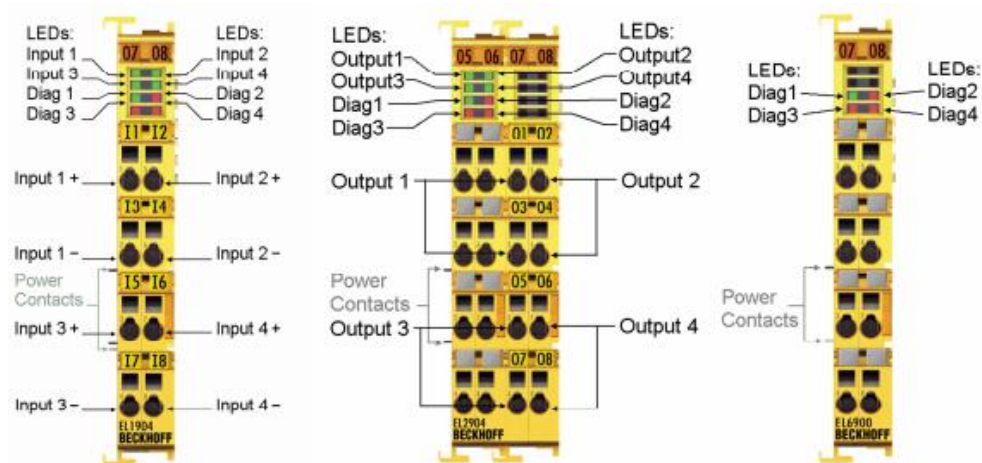 LEDs:
Input 1
Input 3
Diag 1
Diag 3
07 08
LEDs:
Input 2
Input 4
Diag 2
Diag 4
I1 I2
Input 1 +
Input 2 +
I3 I4
Input 1 –
Input 2 –
I5 I6
Power
Contacts
Input 3 +
Input 4 +
I7 I8
Input 3 –
Input 4 –
EL1904
BECKHOFF
LEDs:
Output1
Output3
Diag1
Diag3
05 06 07 08
LEDs:
Output2
Output4
Diag2
Diag4
01 02
Output 1
Output 2
03 04
Power
Contacts
05 06
Output 3
Output 4
07 08
EL2904
BECKHOFF
07 08
LEDs:
Diag1
Diag3
LEDs:
Diag2
Diag4
Power
Contacts
EL6900
BECKHOFF